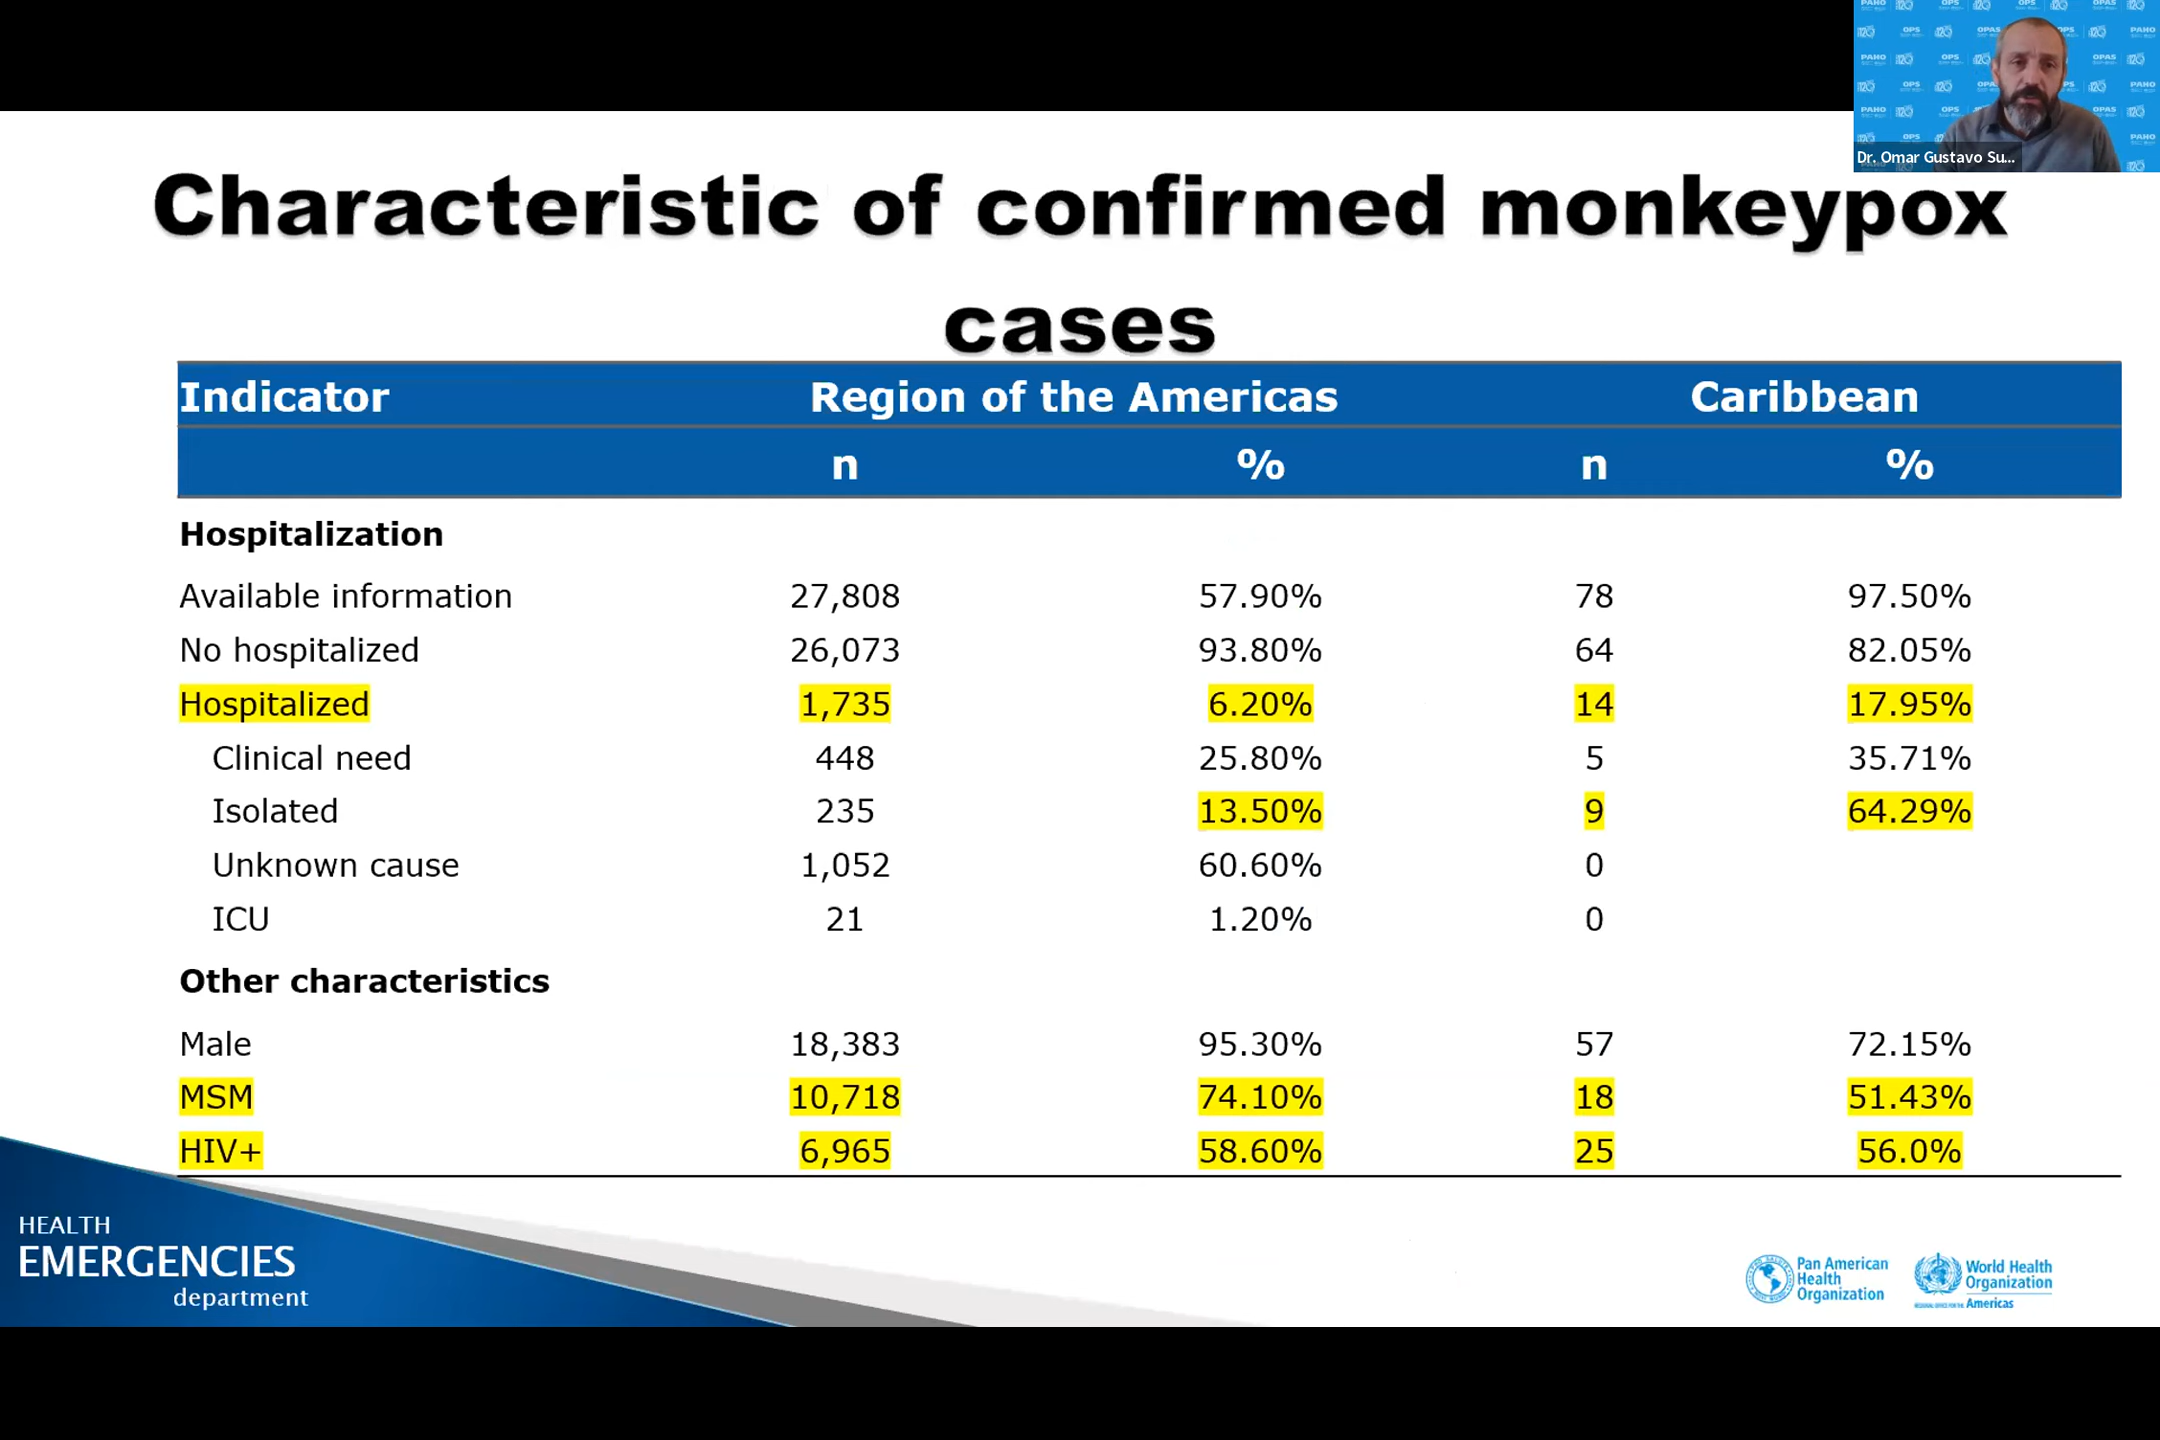 Dr. Omar Gustavo Su...
Characteristic of confirmed monkeypox
cases
Indicator Region of the Americas Caribbean
n % n %
Hospitalization
Available information 27,808 57.90% 78 97.50%
No hospitalized 26,073 93.80% 64 82.05%
Hospitalized 1,735 6.20% 14 17.95%
Clinical need 448 25.80% 5 35.71%
Isolated 235 13.50% 9 64.29%
Unknown cause 1,052 60.60% 0
ICU 21 1.20% 0
Other characteristics
Male 18,383 95.30% 57 72.15%
MSM 10,718 74.10% 18 51.43%
HIV+ 6,965 58.60% 25 56.0%
HEALTH
EMERGENCIES
department
Pan American
Health
Organization
World Health
Organization
REGIONAL OFFICE FOR THE Americas